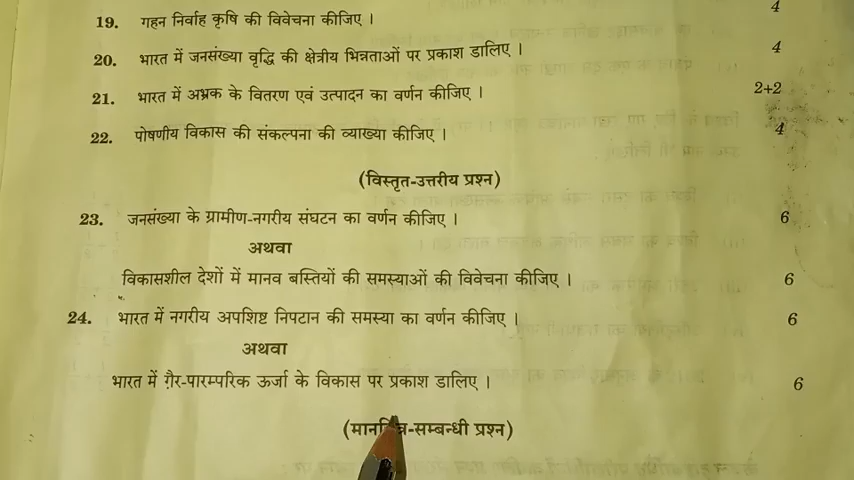 19. गहन निर्वाह कृषि की विवेचना कीजिए । 4
20. भारत में जनसंख्या वृद्धि की क्षेत्रीय भिन्नताओं पर प्रकाश डालिए । 4
21. भारत में अभ्रक के वितरण एवं उत्पादन का वर्णन कीजिए । 2+2
22. पोषणीय विकास की संकल्पना की व्याख्या कीजिए । 4
(विस्तृत-उत्तरीय प्रश्न)
23. जनसंख्या के ग्रामीण-नगरीय संघटन का वर्णन कीजिए । 6
अथवा
विकासशील देशों में मानव बस्तियों की समस्याओं की विवेचना कीजिए । 6
24. भारत में नगरीय अपशिष्ट निपटान की समस्या का वर्णन कीजिए । 6
अथवा
भारत में ग़ैर-पारम्परिक ऊर्जा के विकास पर प्रकाश डालिए । 6
(मानचित्र-सम्बन्धी प्रश्न)